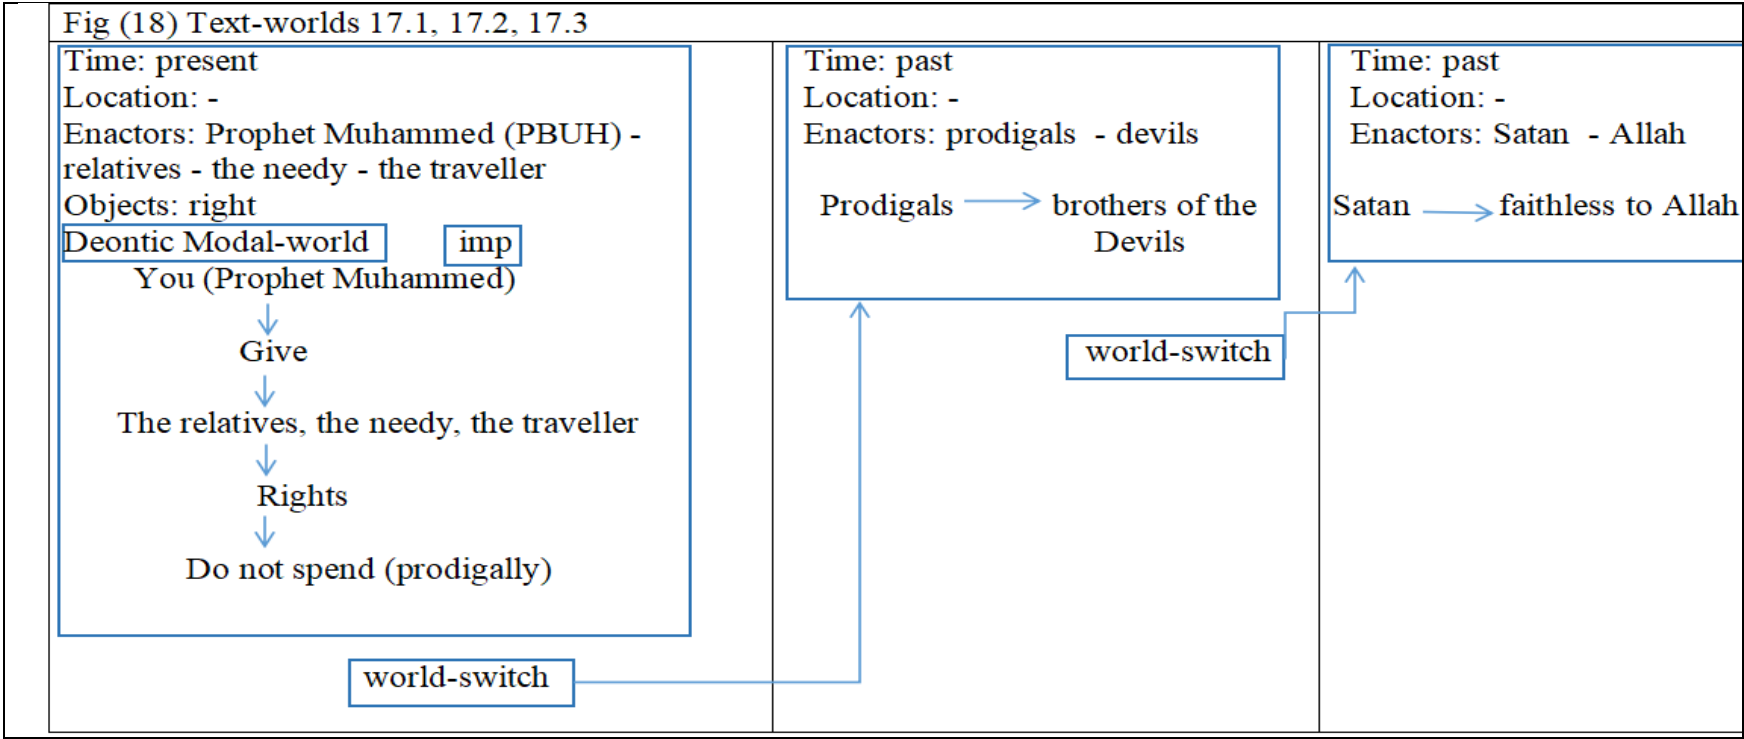 Fig (18) Text-worlds 17.1, 17.2, 17.3
Time: present
Location: -
Enactors: Prophet Muhammed (PBUH) -
relatives - the needy - the traveller
Objects: right
Deontic Modal-world imp
You (Prophet Muhammed)
Give
The relatives, the needy, the traveller
Rights
Do not spend (prodigally)
world-switch
Time: past
Location: -
Enactors: prodigals - devils
Prodigals brothers of the
Devils
world-switch
Time: past
Location: -
Enactors: Satan - Allah
Satan faithless to Allah